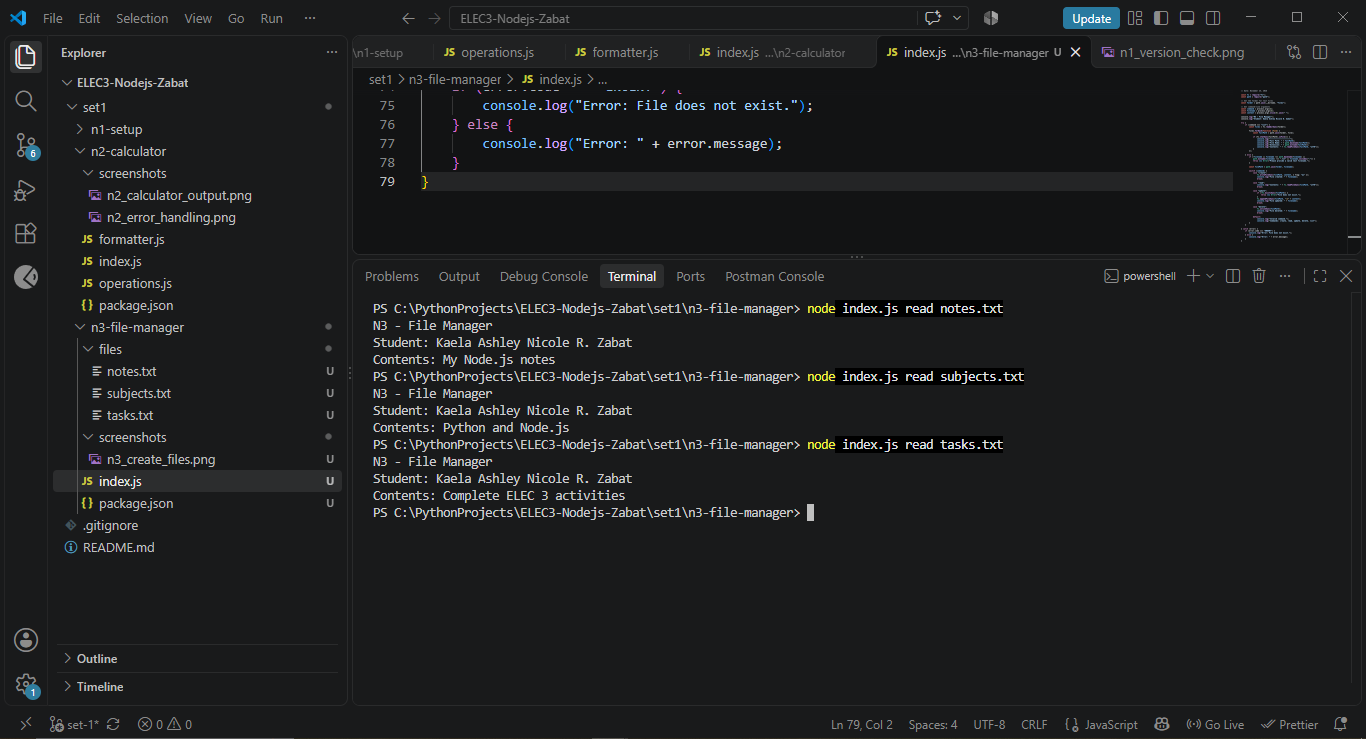 File Edit Selection View Go Run ···
ELEC3-Nodejs-Zabat
Update
Explorer ···
ELEC3-Nodejs-Zabat
set1
n1-setup
n2-calculator
screenshots
n2_calculator_output.png
n2_error_handling.png
JS formatter.js
JS index.js
JS operations.js
{} package.json
n3-file-manager
files
notes.txt U
subjects.txt U
tasks.txt U
screenshots
n3_create_files.png U
JS index.js U
{} package.json U
.gitignore
README.md
Outline
Timeline
6
1
\n1-setup JS operations.js JS formatter.js JS index.js ...\n2-calculator JS index.js ...\n3-file-manager U n1_version_check.png ···
set1 > n3-file-manager > JS index.js > ...
75 console.log("Error: File does not exist.");
76 } else {
77 console.log("Error: " + error.message);
78 }
79 }
Problems Output Debug Console Terminal Ports Postman Console powershell ···
PS C:\PythonProjects\ELEC3-Nodejs-Zabat\set1\n3-file-manager> node index.js read notes.txt
N3 - File Manager
Student: Kaela Ashley Nicole R. Zabat
Contents: My Node.js notes
PS C:\PythonProjects\ELEC3-Nodejs-Zabat\set1\n3-file-manager> node index.js read subjects.txt
N3 - File Manager
Student: Kaela Ashley Nicole R. Zabat
Contents: Python and Node.js
PS C:\PythonProjects\ELEC3-Nodejs-Zabat\set1\n3-file-manager> node index.js read tasks.txt
N3 - File Manager
Student: Kaela Ashley Nicole R. Zabat
Contents: Complete ELEC 3 activities
PS C:\PythonProjects\ELEC3-Nodejs-Zabat\set1\n3-file-manager>
set-1* 0 0 Ln 79, Col 2 Spaces: 4 UTF-8 CRLF {} JavaScript Go Live Prettier